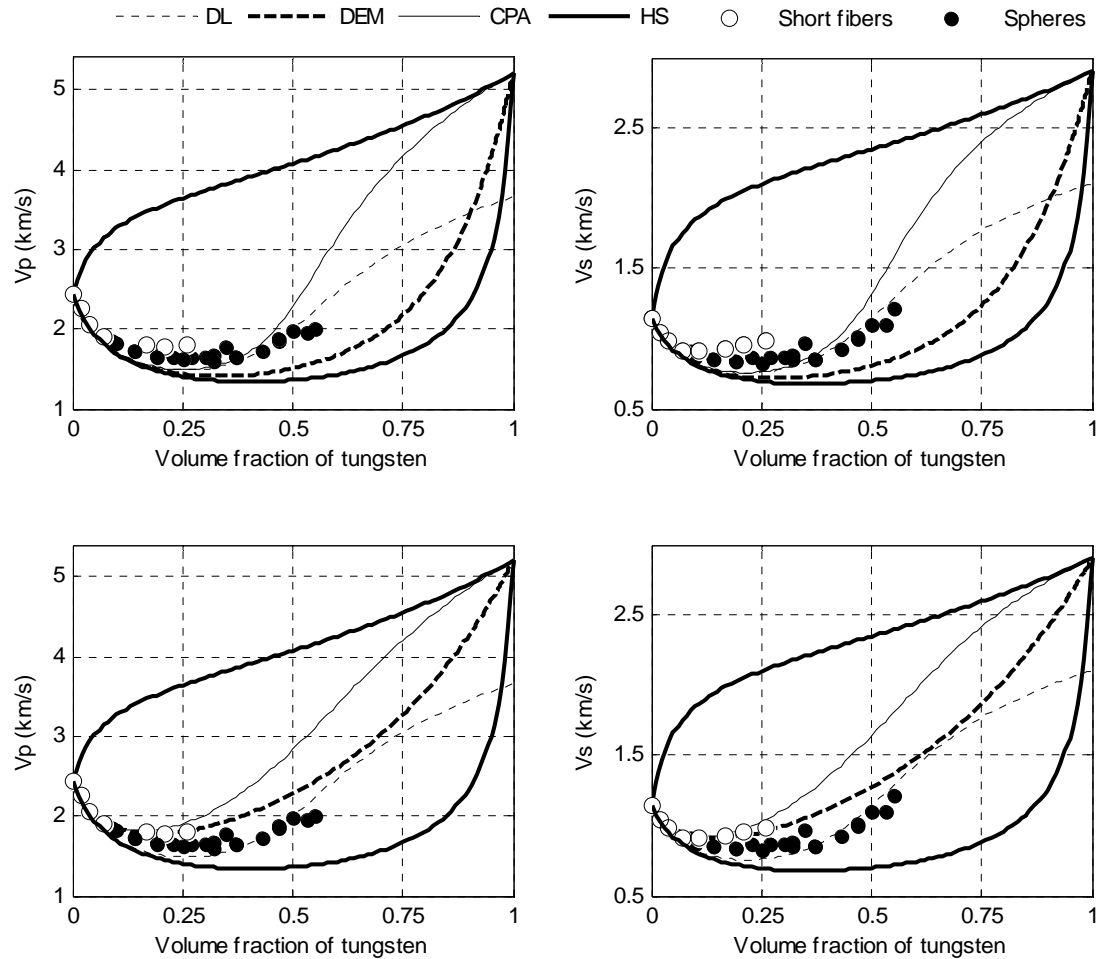 DL DEM CPA HS Short fibers Spheres
5
4
3
2
1
Vp (km/s)
0 0.25 0.5 0.75 1
Volume fraction of tungsten
2.5
1.5
0.5
Vs (km/s)
0 0.25 0.5 0.75 1
Volume fraction of tungsten
5
4
3
2
1
Vp (km/s)
0 0.25 0.5 0.75 1
Volume fraction of tungsten
2.5
1.5
0.5
Vs (km/s)
0 0.25 0.5 0.75 1
Volume fraction of tungsten